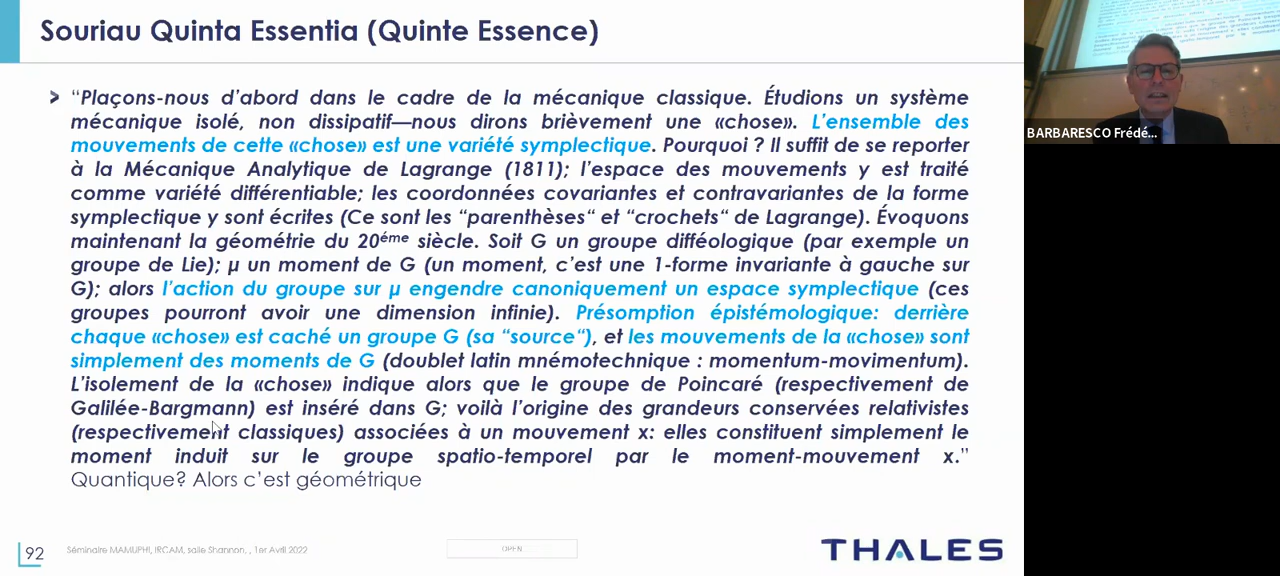 Souriau Quinta Essentia (Quinte Essence)
“Plaçons-nous d’abord dans le cadre de la mécanique classique. Étudions un système
mécanique isolé, non dissipatif—nous dirons brièvement une «chose». L’ensemble des
mouvements de cette «chose» est une variété symplectique. Pourquoi ? Il suffit de se reporter
à la Mécanique Analytique de Lagrange (1811); l’espace des mouvements y est traité
comme variété différentiable; les coordonnées covariantes et contravariantes de la forme
symplectique y sont écrites (Ce sont les “parenthèses“ et “crochets“ de Lagrange). Évoquons
maintenant la géométrie du 20éme siècle. Soit G un groupe difféologique (par exemple un
groupe de Lie); μ un moment de G (un moment, c’est une 1-forme invariante à gauche sur
G); alors l’action du groupe sur μ engendre canoniquement un espace symplectique (ces
groupes pourront avoir une dimension infinie). Présomption épistémologique: derrière
chaque «chose» est caché un groupe G (sa “source“), et les mouvements de la «chose» sont
simplement des moments de G (doublet latin mnémotechnique : momentum-movimentum).
L’isolement de la «chose» indique alors que le groupe de Poincaré (respectivement de
Galilée-Bargmann) est inséré dans G; voilà l’origine des grandeurs conservées relativistes
(respectivement classiques) associées à un mouvement x: elles constituent simplement le
moment induit sur le groupe spatio-temporel par le moment-mouvement x.”
Quantique? Alors c’est géométrique
92
Séminaire MAMUPHI, IRCAM, salle Shannon, , 1er Avril 2022
OPEN
THALES
BARBARESCO Frédé...